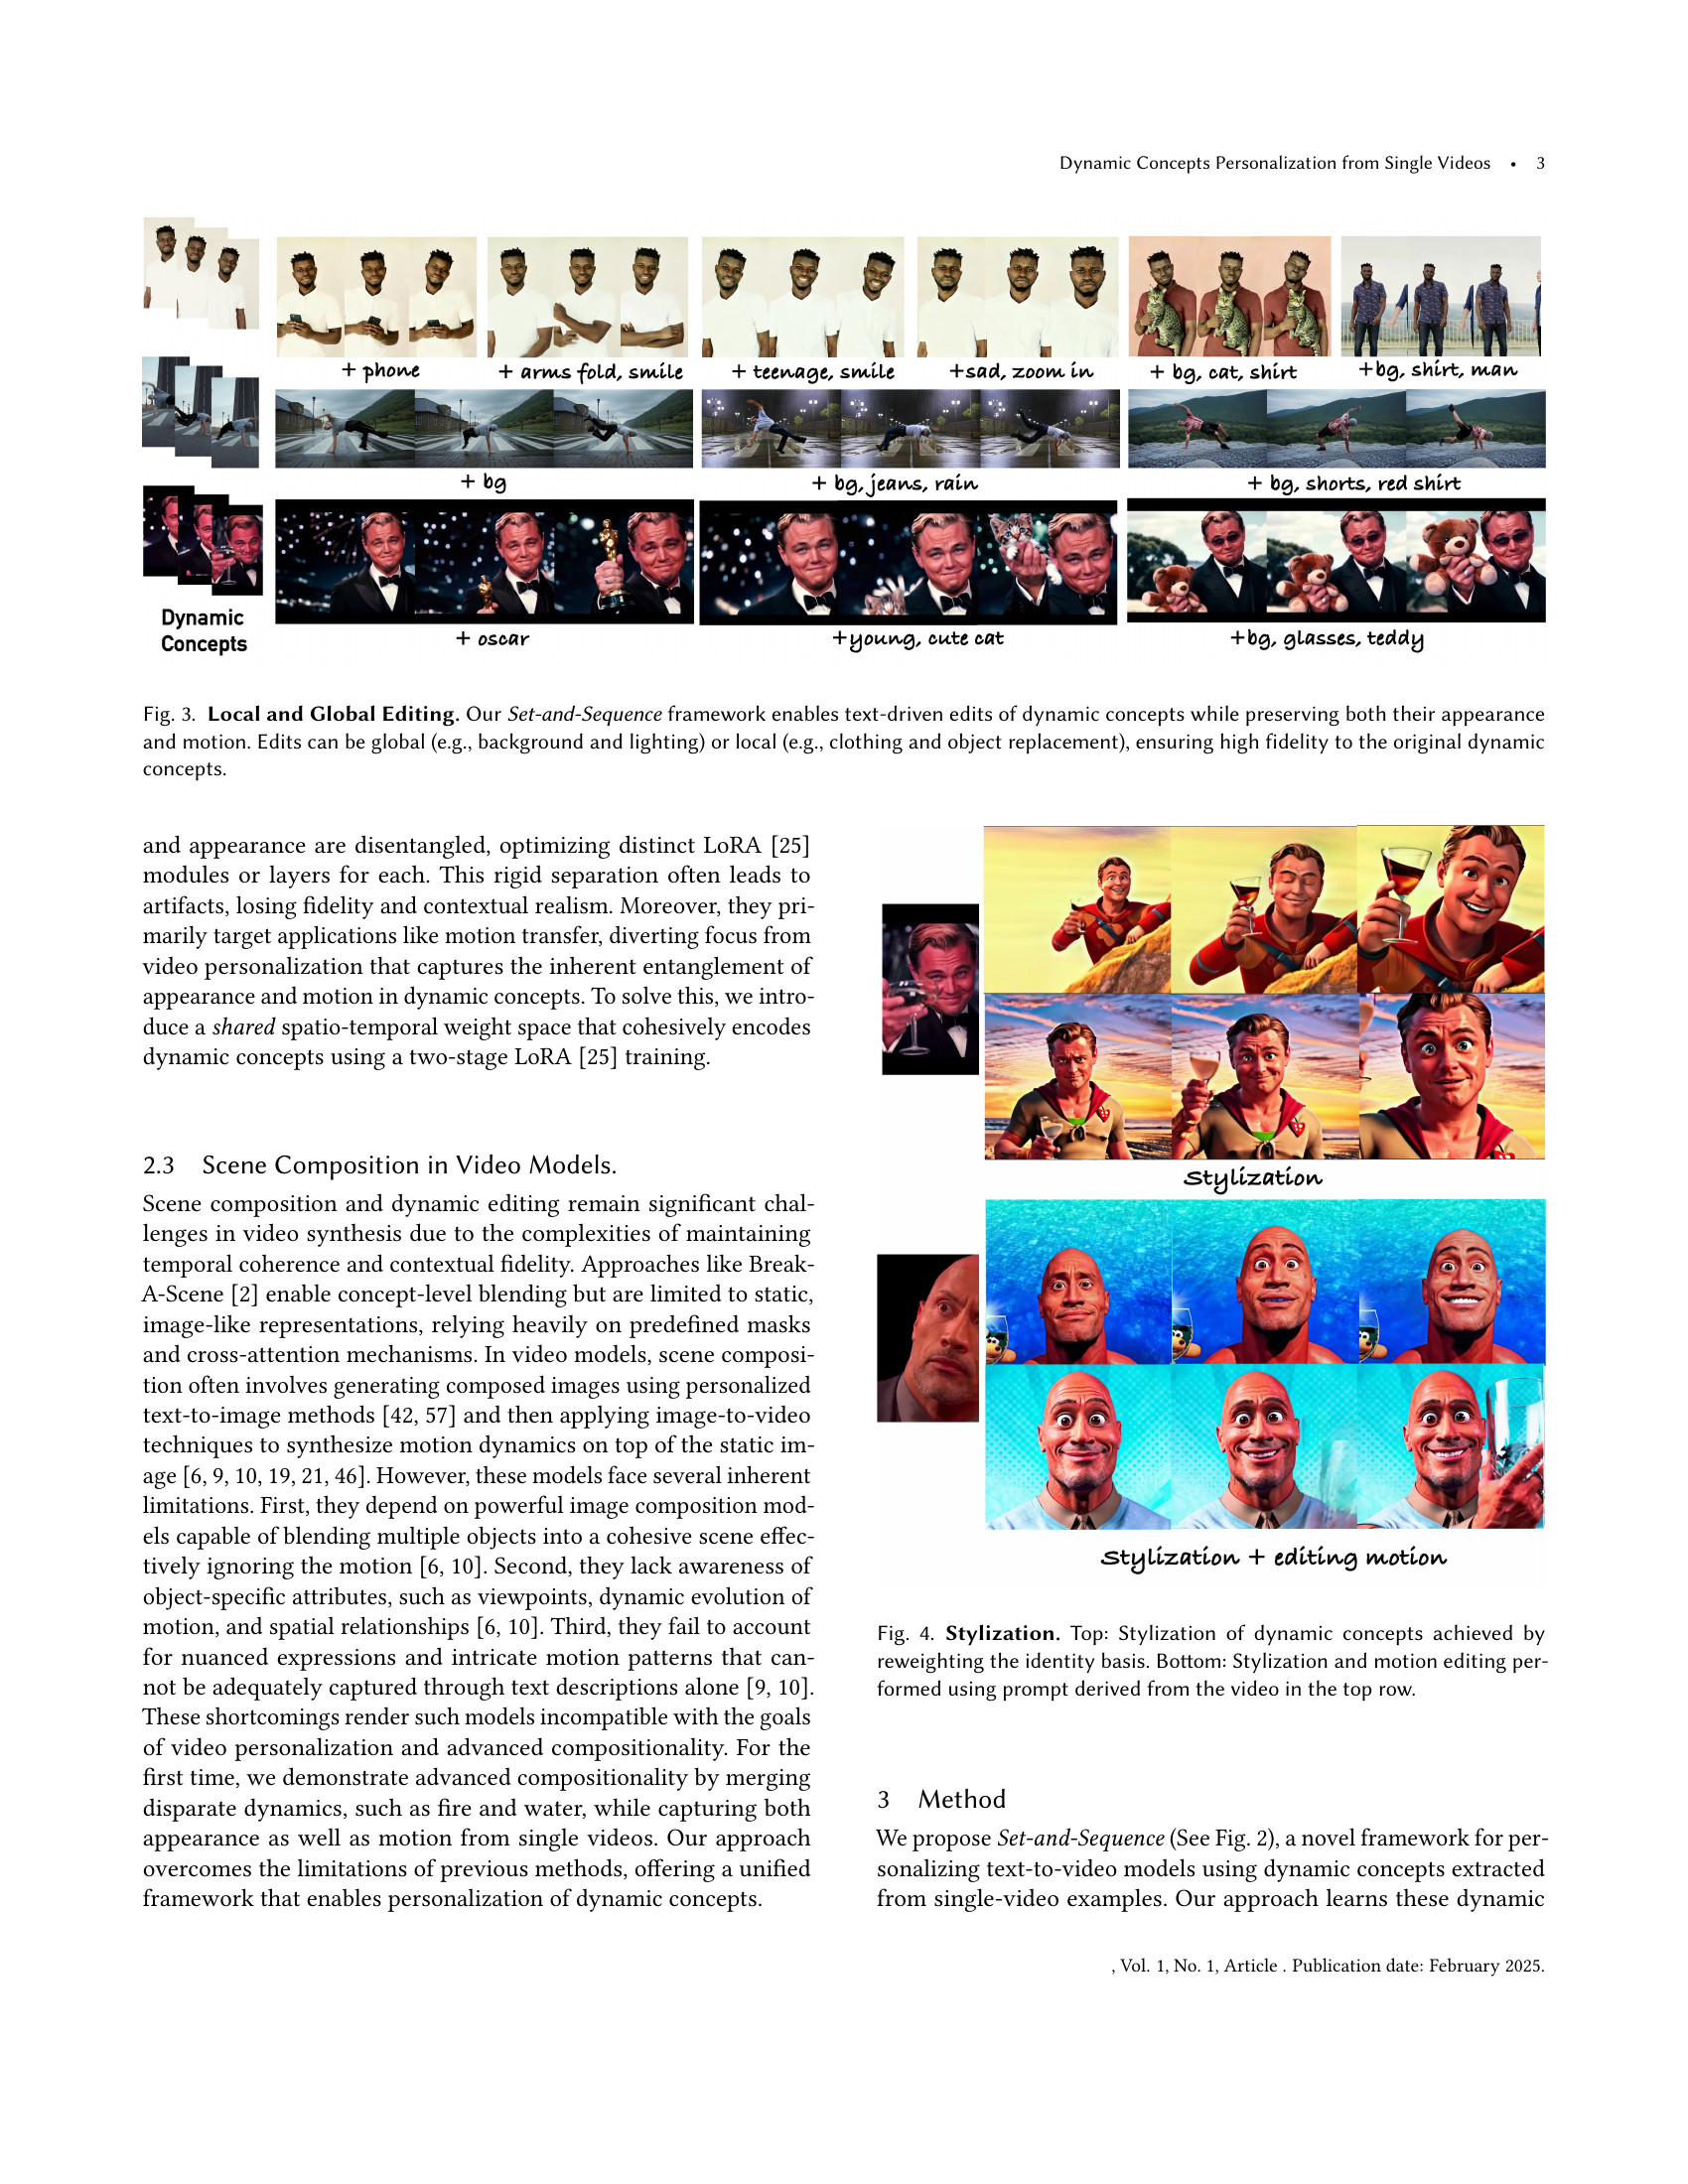 Dynamic Concepts Personalization from Single Videos • 3
+ phone
+ arms fold, smile
+ teenage, smile
+sad, zoom in
+ bg, cat, shirt
+bg, shirt, man
+ bg
+ bg, jeans, rain
+ bg, shorts, red shirt
Dynamic
Concepts
+ oscar
+young, cute cat
+bg, glasses, teddy
Fig. 3. Local and Global Editing. Our Set-and-Sequence framework enables text-driven edits of dynamic concepts while preserving both their appearance
and motion. Edits can be global (e.g., background and lighting) or local (e.g., clothing and object replacement), ensuring high fidelity to the original dynamic
concepts.
and appearance are disentangled, optimizing distinct LoRA [25]
modules or layers for each. This rigid separation often leads to
artifacts, losing fidelity and contextual realism. Moreover, they pri-
marily target applications like motion transfer, diverting focus from
video personalization that captures the inherent entanglement of
appearance and motion in dynamic concepts. To solve this, we intro-
duce a shared spatio-temporal weight space that cohesively encodes
dynamic concepts using a two-stage LoRA [25] training.
2.3 Scene Composition in Video Models.
Scene composition and dynamic editing remain significant chal-
lenges in video synthesis due to the complexities of maintaining
temporal coherence and contextual fidelity. Approaches like Break-
A-Scene [2] enable concept-level blending but are limited to static,
image-like representations, relying heavily on predefined masks
and cross-attention mechanisms. In video models, scene composi-
tion often involves generating composed images using personalized
text-to-image methods [42, 57] and then applying image-to-video
techniques to synthesize motion dynamics on top of the static im-
age [6, 9, 10, 19, 21, 46]. However, these models face several inherent
limitations. First, they depend on powerful image composition mod-
els capable of blending multiple objects into a cohesive scene effec-
tively ignoring the motion [6, 10]. Second, they lack awareness of
object-specific attributes, such as viewpoints, dynamic evolution of
motion, and spatial relationships [6, 10]. Third, they fail to account
for nuanced expressions and intricate motion patterns that can-
not be adequately captured through text descriptions alone [9, 10].
These shortcomings render such models incompatible with the goals
of video personalization and advanced compositionality. For the
first time, we demonstrate advanced compositionality by merging
disparate dynamics, such as fire and water, while capturing both
appearance as well as motion from single videos. Our approach
overcomes the limitations of previous methods, offering a unified
framework that enables personalization of dynamic concepts.
Stylization
Stylization + editing motion
Fig. 4. Stylization. Top: Stylization of dynamic concepts achieved by
reweighting the identity basis. Bottom: Stylization and motion editing per-
formed using prompt derived from the video in the top row.
3 Method
We propose Set-and-Sequence (See Fig. 2), a novel framework for per-
sonalizing text-to-video models using dynamic concepts extracted
from single-video examples. Our approach learns these dynamic
, Vol. 1, No. 1, Article . Publication date: February 2025.